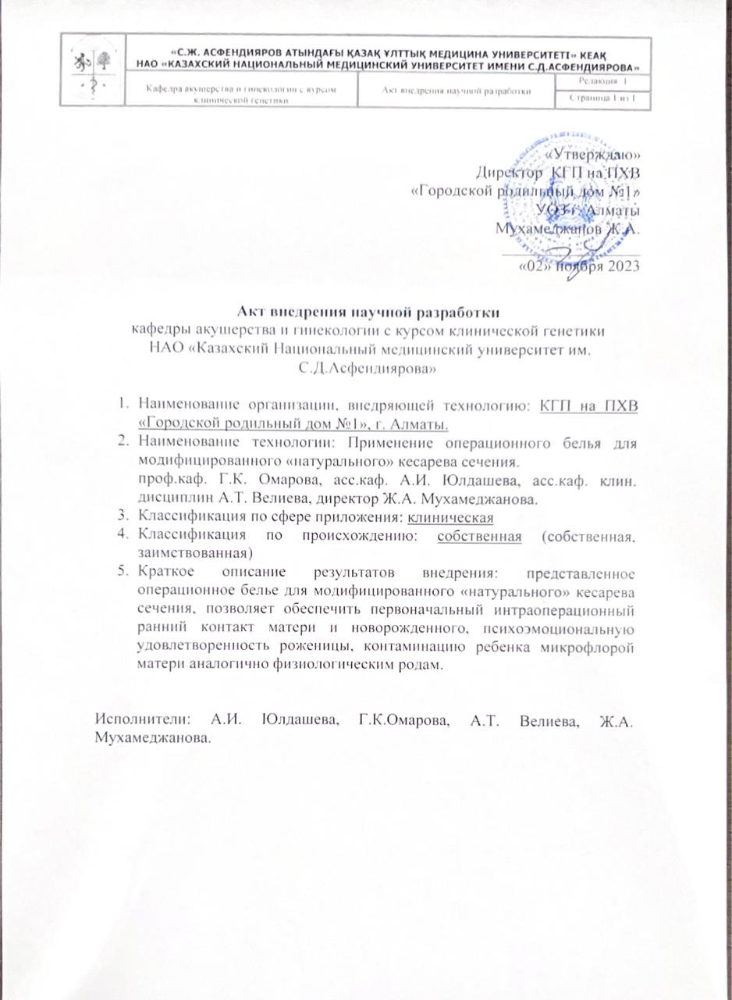 «С.Ж. АСФЕНДИЯРОВ АТЫНДАҒЫ ҚАЗАҚ ҰЛТТЫҚ МЕДИЦИНА УНИВЕРСИТЕТІ» КЕАҚ
НАО «КАЗАХСКИЙ НАЦИОНАЛЬНЫЙ МЕДИЦИНСКИЙ УНИВЕРСИТЕТ ИМЕНИ С.Д.АСФЕНДИЯРОВА»
Кафедра акушерства и гинекологии с курсом
клинической генетики
Акт внедрения научной разработки
Редакция 1
Страница 1 из 1
«Утверждаю»
Директор КГП на ПХВ
«Городской родильный дом №1»
УОЗ г. Алматы
Мухамеджанов Ж.А.
«02» ноября 2023
Акт внедрения научной разработки
кафедры акушерства и гинекологии с курсом клинической генетики
НАО «Казахский Национальный медицинский университет им.
С.Д.Асфендиярова»
1. Наименование организации, внедряющей технологию: КГП на ПХВ
«Городской родильный дом №1», г. Алматы.
2. Наименование технологии: Применение операционного белья для
модифицированного «натурального» кесарева сечения.
проф.каф. Г.К. Омарова, асс.каф. А.И. Юлдашева, асс.каф. клин.
дисциплин А.Т. Велиева, директор Ж.А. Мухамеджанова.
3. Классификация по сфере приложения: клиническая
4. Классификация по происхождению: собственная (собственная,
заимствованная)
5. Краткое описание результатов внедрения: представленное
операционное белье для модифицированного «натурального» кесарева
сечения, позволяет обеспечить первоначальный интраоперационный
ранний контакт матери и новорожденного, психоэмоциональную
удовлетворенность роженицы, контаминацию ребенка микрофлорой
матери аналогично физиологическим родам.
Исполнители: А.И. Юлдашева, Г.К.Омарова, А.Т. Велиева, Ж.А.
Мухамеджанова.